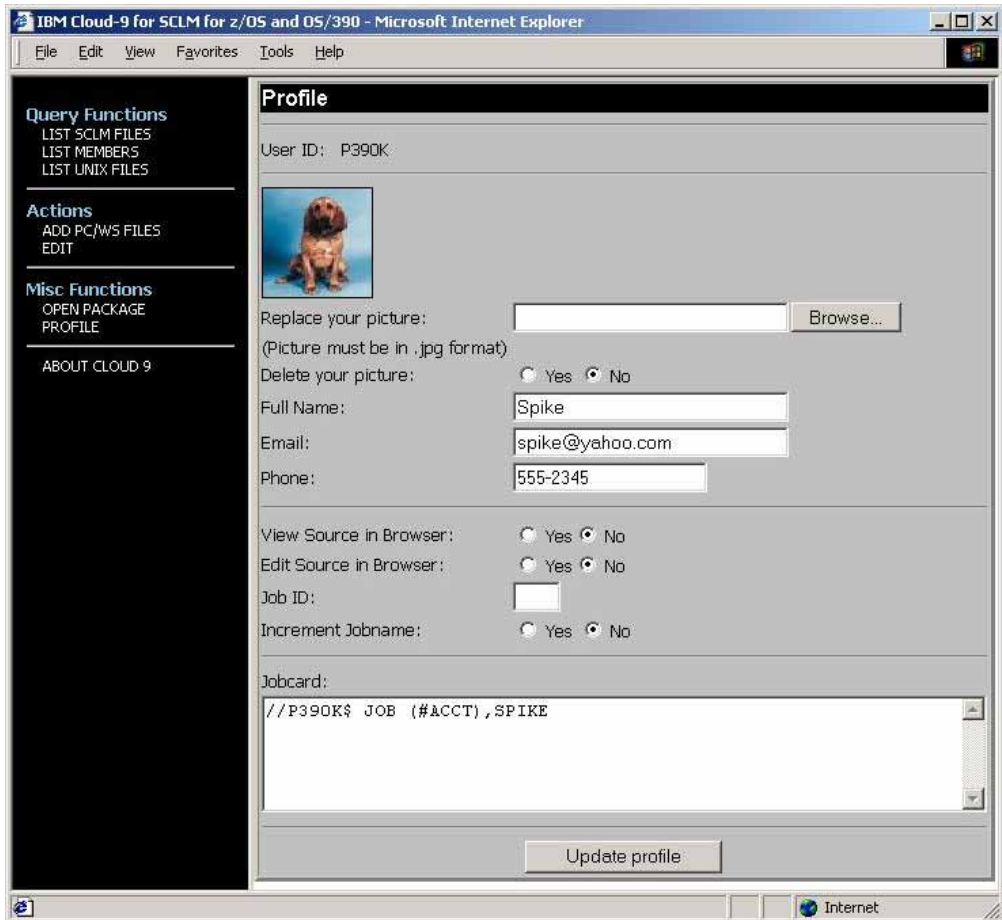 IBM Cloud-9 for SCLM for z/OS and OS/390 - Microsoft Internet Explorer
File Edit View Favorites Tools Help
Query Functions
LIST SCLM FILES
LIST MEMBERS
LIST UNIX FILES
Actions
ADD PC/WS FILES
EDIT
Misc Functions
OPEN PACKAGE
PROFILE
ABOUT CLOUD 9
Profile
User ID: P390K
Replace your picture: Browse...
(Picture must be in .jpg format)
Delete your picture: Yes No
Full Name: Spike
Email: spike@yahoo.com
Phone: 555-2345
View Source in Browser: Yes No
Edit Source in Browser: Yes No
Job ID:
Increment Jobname: Yes No
Jobcard:
//P390K$ JOB (#ACCT),SPIKE
Update profile
Internet